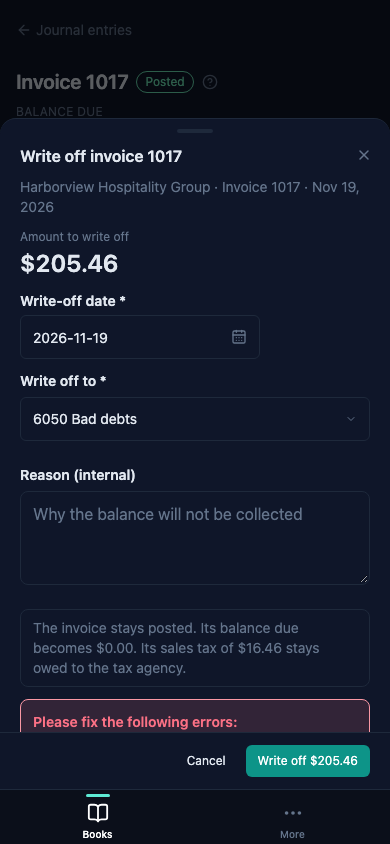 Journal entries
Invoice 1017 Posted
BALANCE DUE
Write off invoice 1017
Harborview Hospitality Group · Invoice 1017 · Nov 19,
2026
Amount to write off
$205.46
Write-off date *
2026-11-19
Write off to *
6050 Bad debts
Reason (internal)
Why the balance will not be collected
The invoice stays posted. Its balance due
becomes $0.00. Its sales tax of $16.46 stays
owed to the tax agency.
Please fix the following errors:
Cancel
Write off $205.46
Books
More